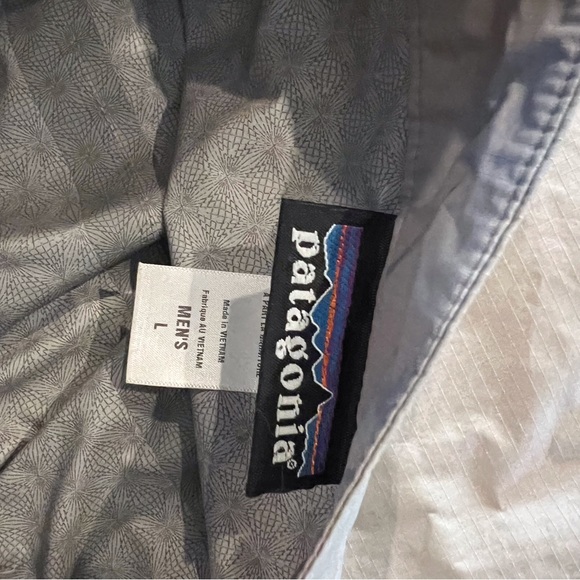 patagonia®
Made in VIETNAM
Fabriqué AU VIETNAM
MEN'S
L